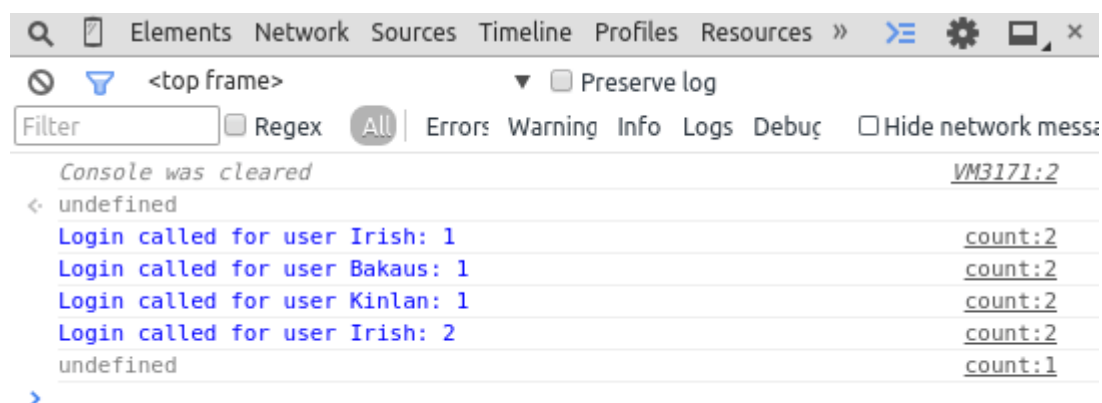 Elements Network Sources Timeline Profiles Resources »
<top frame> ▼ Preserve log
Filter Regex All Errors Warning Info Logs Debug Hide network messa
Console was cleared VM3171:2
undefined
Login called for user Irish: 1 count:2
Login called for user Bakaus: 1 count:2
Login called for user Kinlan: 1 count:2
Login called for user Irish: 2 count:2
undefined count:1